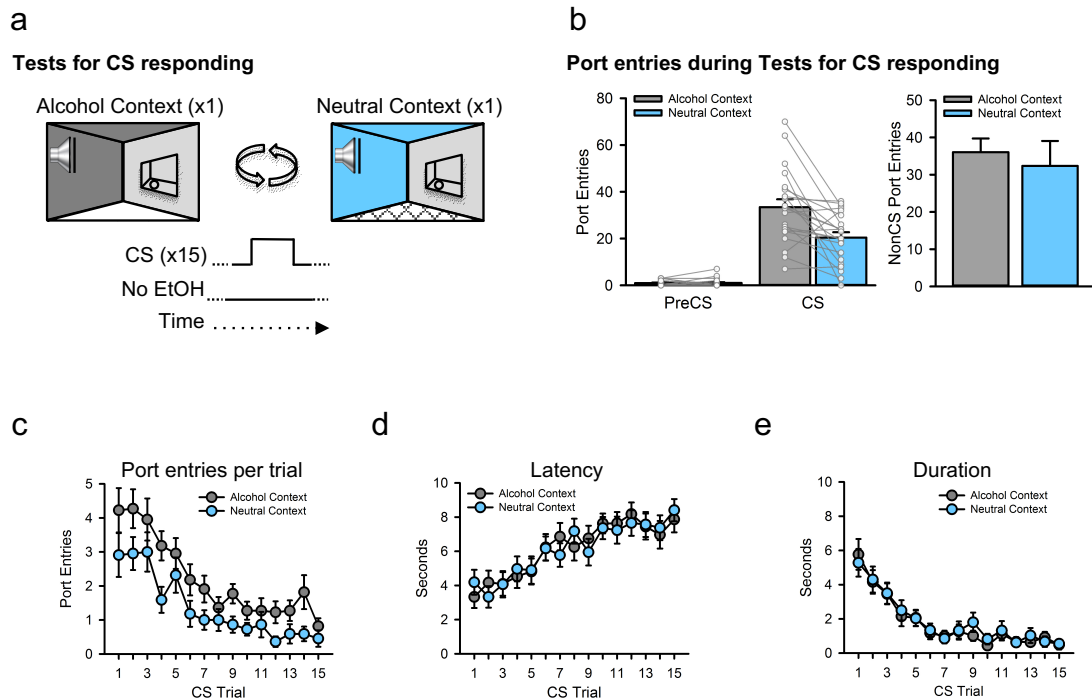 a
Tests for CS responding
Alcohol Context (x1)
Neutral Context (x1)
CS (x15)
No EtOH
Time
b
Port entries during Tests for CS responding
Alcohol Context
Neutral Context
Port Entries
80
60
40
20
0
PreCS
CS
Alcohol Context
Neutral Context
NonCS Port Entries
50
40
30
20
10
0
c
Port entries per trial
Alcohol Context
Neutral Context
Port Entries
5
4
3
2
1
0
1 3 5 7 9 11 13 15
CS Trial
d
Latency
Alcohol Context
Neutral Context
Seconds
10
8
6
4
2
0
1 3 5 7 9 11 13 15
CS Trial
e
Duration
Alcohol Context
Neutral Context
Seconds
10
8
6
4
2
0
1 3 5 7 9 11 13 15
CS Trial